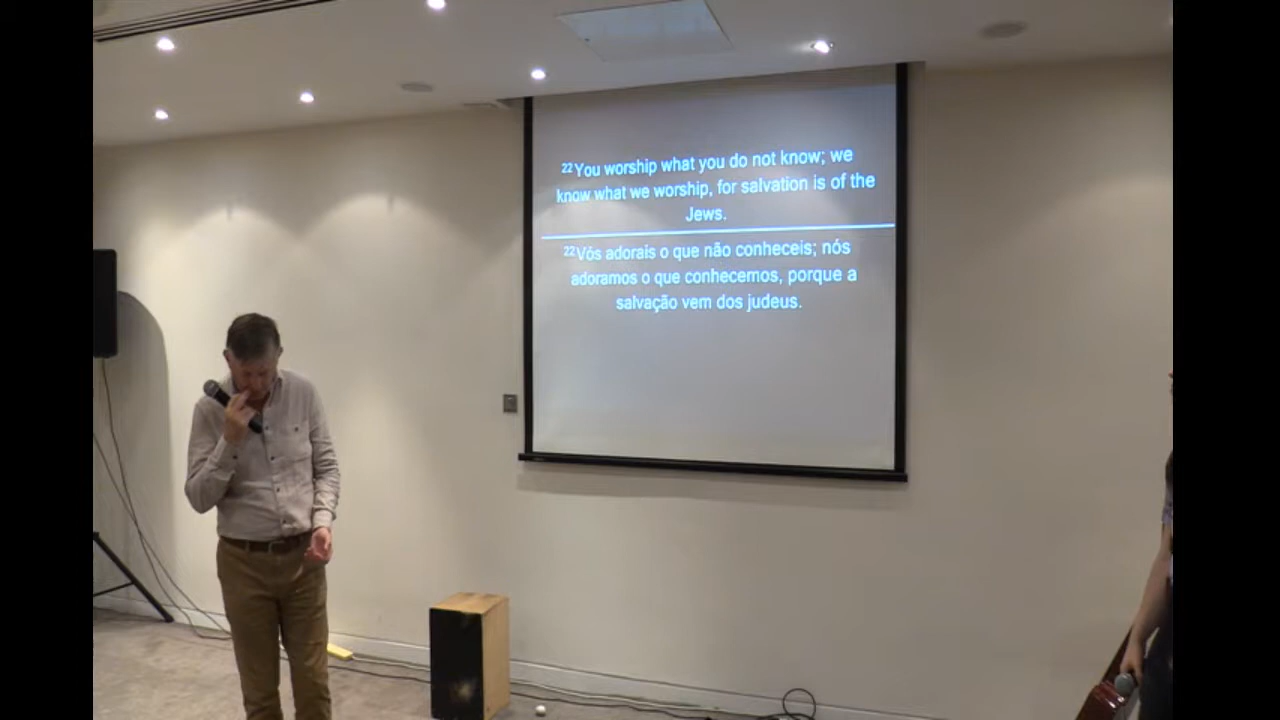 22You worship what you do not know; we
know what we worship, for salvation is of the
Jews.
22Vós adorais o que não conheceis; nós
adoramos o que conhecemos, porque a
salvação vem dos judeus.